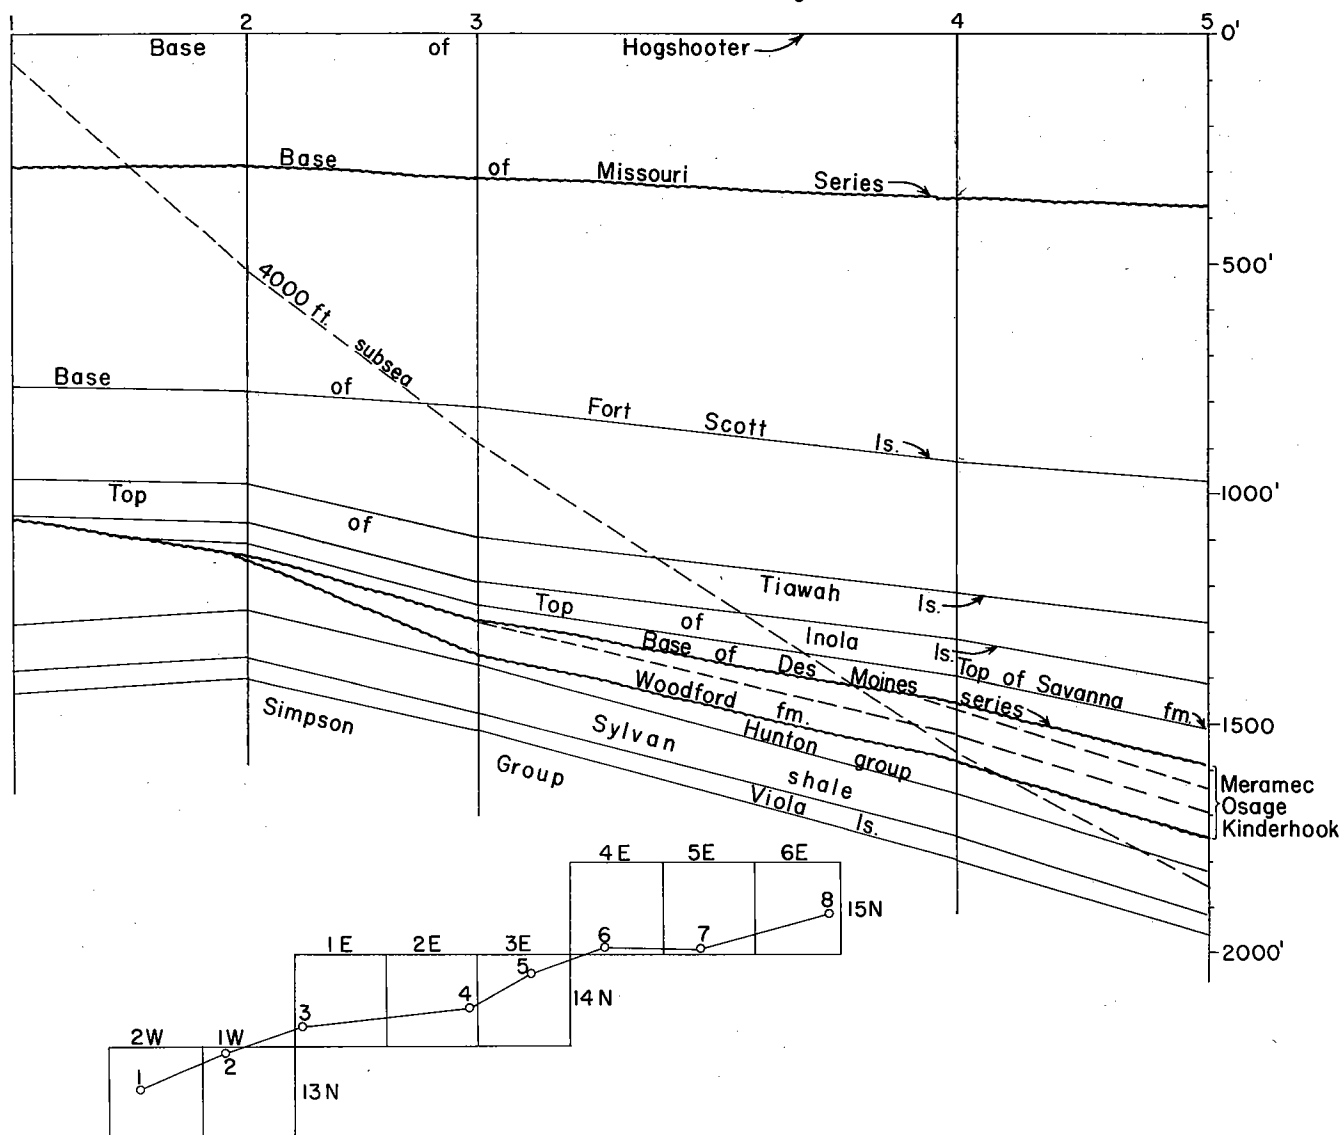 1 2 3 4 5
Base of Hogshooter
0'
Base of Missouri Series
500'
4000 ft. subsea
Base of Fort Scott ls.
1000'
Top of Tiawah ls.
Top of Inola ls.
Top of Savanna fm.
Base of Des Moines series
1500
Woodford fm.
Hunton group
Meramec
Osage
Kinderhook
Sylvan shale
Viola ls.
Simpson Group
2000'
4E 5E 6E
8
15N
6 7
1E 2E 3E
5
4
14N
3
2W 1W
2
1
13N